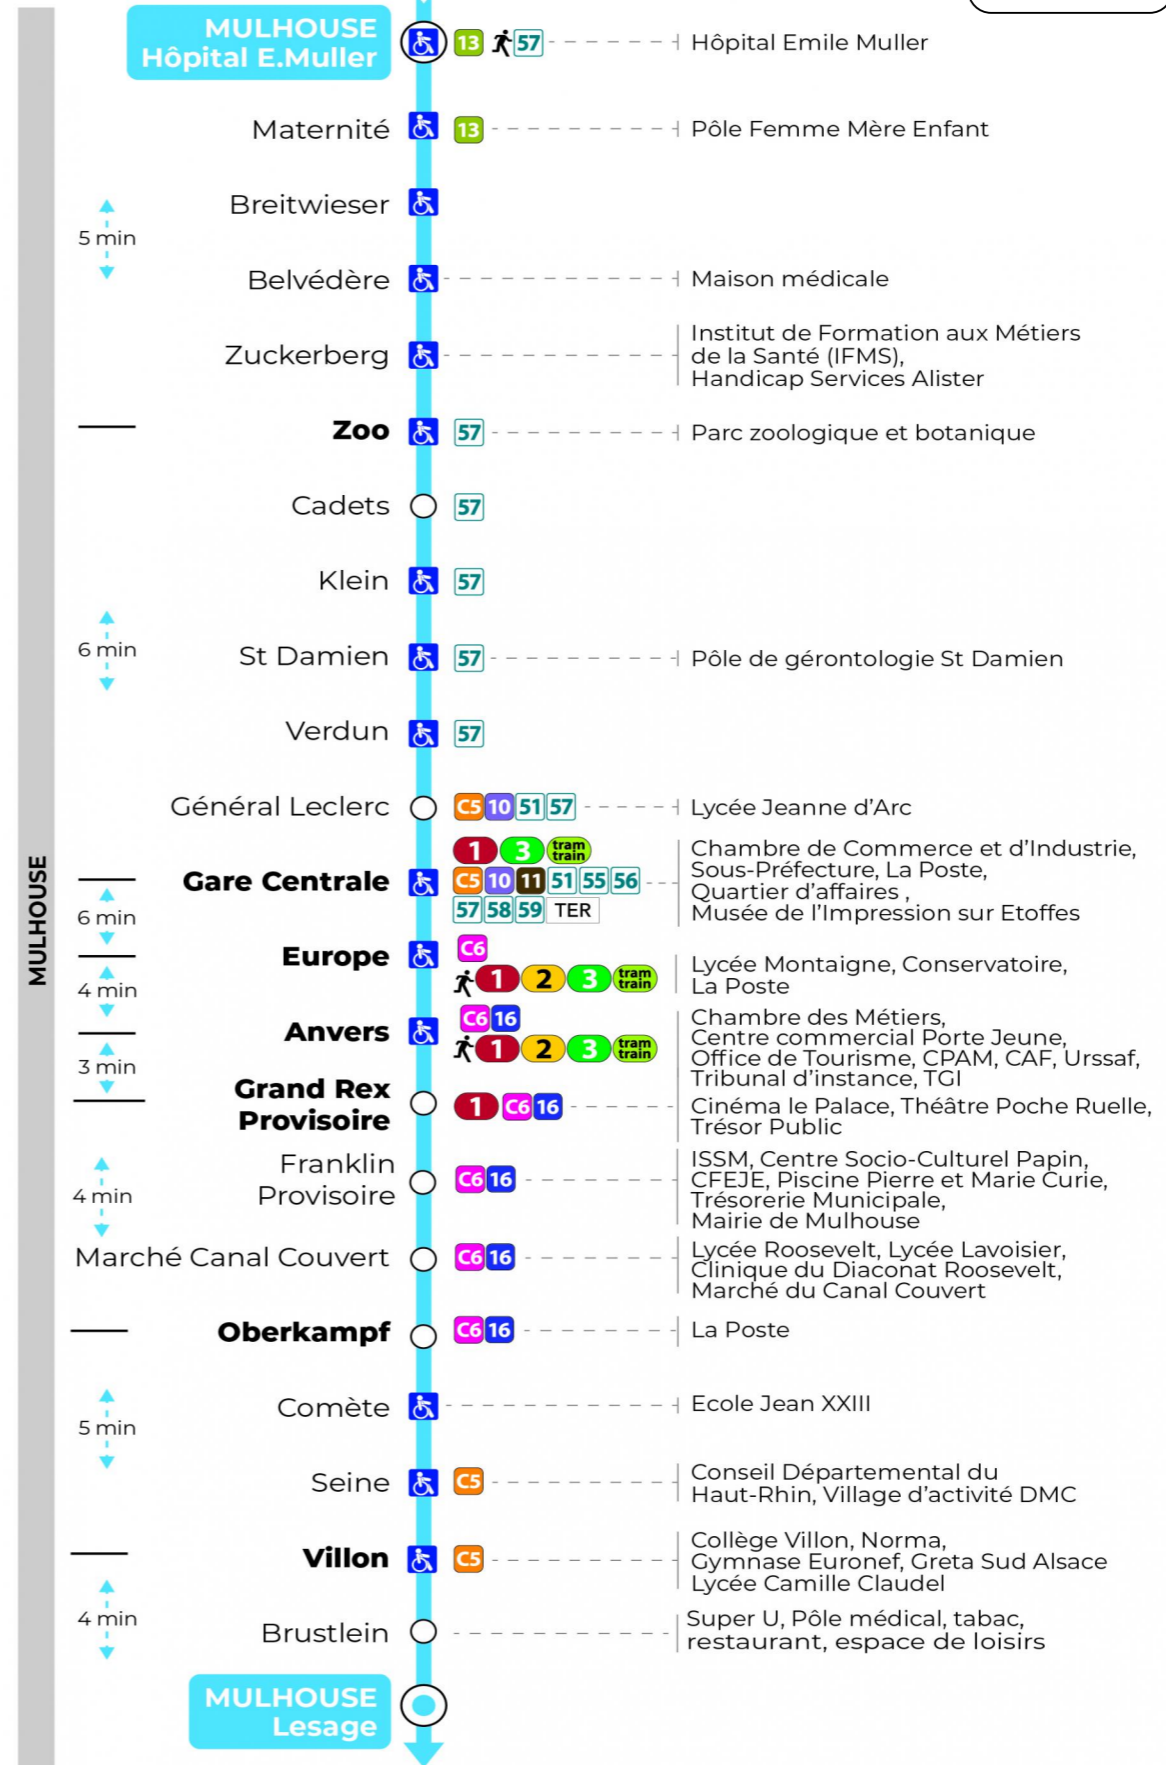 MULHOUSE
Hôpital E.Muller
13 57 Hôpital Emile Muller
Maternité 13 Pôle Femme Mère Enfant
Breitwieser
5 min
Belvédère Maison médicale
Zuckerberg
Institut de Formation aux Métiers
de la Santé (IFMS),
Handicap Services Alister
Zoo 57 Parc zoologique et botanique
Cadets 57
Klein 57
6 min
St Damien 57 Pôle de gérontologie St Damien
Verdun 57
Général Leclerc C5 10 51 57 Lycée Jeanne d’Arc
MULHOUSE
Gare Centrale
1 3 tram train
C5 10 11 51 55 56
57 58 59 TER
Chambre de Commerce et d’Industrie,
Sous-Préfecture, La Poste,
Quartier d’affaires ,
Musée de l’Impression sur Etoffes
6 min
Europe
C6
1 2 3 tram train
Lycée Montaigne, Conservatoire,
La Poste
4 min
Anvers
C6 16
1 2 3 tram train
Chambre des Métiers,
Centre commercial Porte Jeune,
Office de Tourisme, CPAM, CAF, Urssaf,
Tribunal d’instance, TGI
3 min
Grand Rex
Provisoire
1 C6 16
Cinéma le Palace, Théâtre Poche Ruelle,
Trésor Public
Franklin
Provisoire
C6 16
ISSM, Centre Socio-Culturel Papin,
CFEJE, Piscine Pierre et Marie Curie,
Trésorerie Municipale,
Mairie de Mulhouse
4 min
Marché Canal Couvert C6 16
Lycée Roosevelt, Lycée Lavoisier,
Clinique du Diaconat Roosevelt,
Marché du Canal Couvert
Oberkampf C6 16 La Poste
Comète Ecole Jean XXIII
5 min
Seine C5
Conseil Départemental du
Haut-Rhin, Village d’activité DMC
Villon C5
Collège Villon, Norma,
Gymnase Euronef, Greta Sud Alsace
Lycée Camille Claudel
4 min
Brustlein
Super U, Pôle médical, tabac,
restaurant, espace de loisirs
MULHOUSE
Lesage